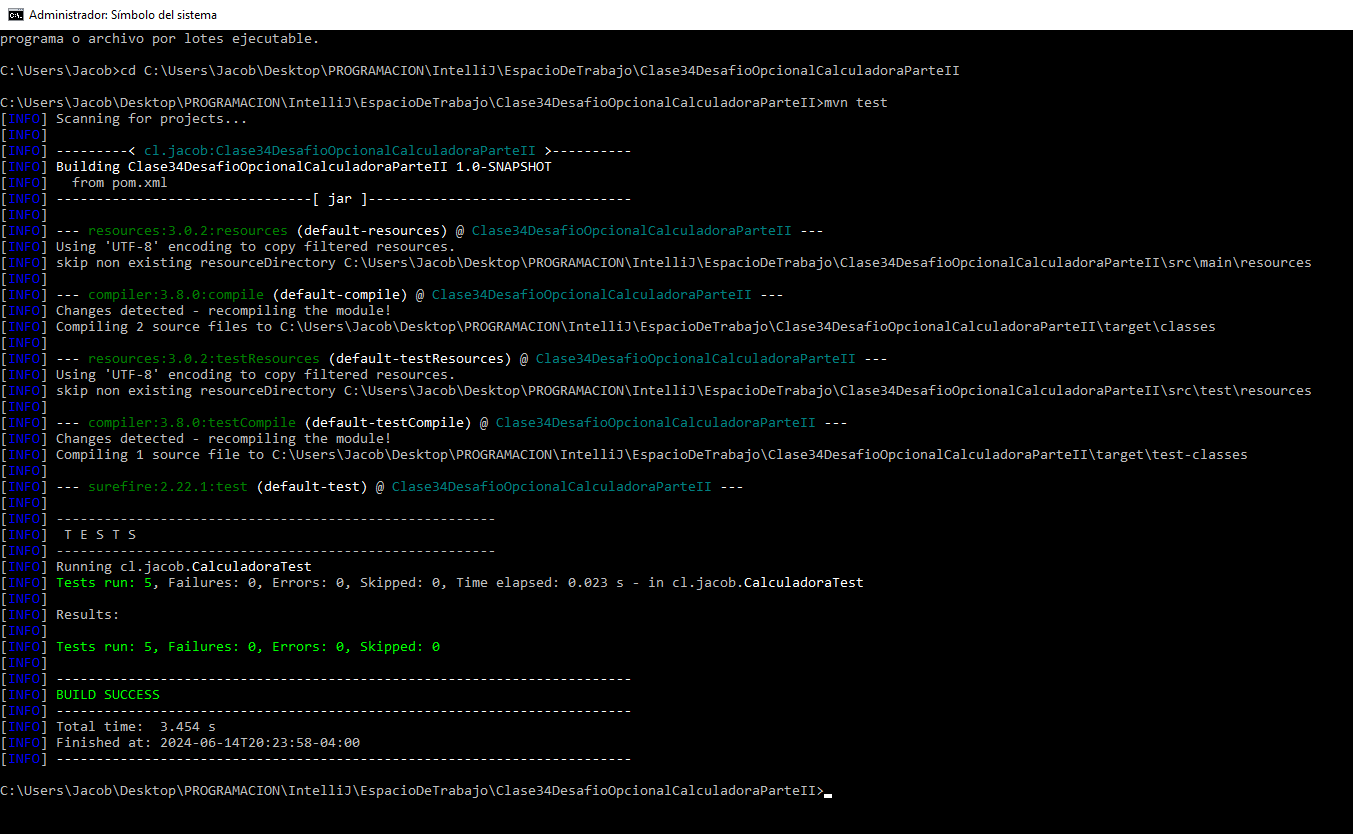 Administrador: Símbolo del sistema
programa o archivo por lotes ejecutable.
C:\Users\Jacob>cd C:\Users\Jacob\Desktop\PROGRAMACION\IntelliJ\EspacioDeTrabajo\Clase34DesafioOpcionalCalculadoraParteII
C:\Users\Jacob\Desktop\PROGRAMACION\IntelliJ\EspacioDeTrabajo\Clase34DesafioOpcionalCalculadoraParteII>mvn test
[INFO] Scanning for projects...
[INFO]
[INFO] ---------< cl.jacob:Clase34DesafioOpcionalCalculadoraParteII >----------
[INFO] Building Clase34DesafioOpcionalCalculadoraParteII 1.0-SNAPSHOT
[INFO]   from pom.xml
[INFO] --------------------------------[ jar ]---------------------------------
[INFO]
[INFO] --- resources:3.0.2:resources (default-resources) @ Clase34DesafioOpcionalCalculadoraParteII ---
[INFO] Using 'UTF-8' encoding to copy filtered resources.
[INFO] skip non existing resourceDirectory C:\Users\Jacob\Desktop\PROGRAMACION\IntelliJ\EspacioDeTrabajo\Clase34DesafioOpcionalCalculadoraParteII\src\main\resources
[INFO]
[INFO] --- compiler:3.8.0:compile (default-compile) @ Clase34DesafioOpcionalCalculadoraParteII ---
[INFO] Changes detected - recompiling the module!
[INFO] Compiling 2 source files to C:\Users\Jacob\Desktop\PROGRAMACION\IntelliJ\EspacioDeTrabajo\Clase34DesafioOpcionalCalculadoraParteII\target\classes
[INFO]
[INFO] --- resources:3.0.2:testResources (default-testResources) @ Clase34DesafioOpcionalCalculadoraParteII ---
[INFO] Using 'UTF-8' encoding to copy filtered resources.
[INFO] skip non existing resourceDirectory C:\Users\Jacob\Desktop\PROGRAMACION\IntelliJ\EspacioDeTrabajo\Clase34DesafioOpcionalCalculadoraParteII\src\test\resources
[INFO]
[INFO] --- compiler:3.8.0:testCompile (default-testCompile) @ Clase34DesafioOpcionalCalculadoraParteII ---
[INFO] Changes detected - recompiling the module!
[INFO] Compiling 1 source file to C:\Users\Jacob\Desktop\PROGRAMACION\IntelliJ\EspacioDeTrabajo\Clase34DesafioOpcionalCalculadoraParteII\target\test-classes
[INFO]
[INFO] --- surefire:2.22.1:test (default-test) @ Clase34DesafioOpcionalCalculadoraParteII ---
[INFO]
[INFO] -------------------------------------------------------
[INFO]  T E S T S
[INFO] -------------------------------------------------------
[INFO] Running cl.jacob.CalculadoraTest
[INFO] Tests run: 5, Failures: 0, Errors: 0, Skipped: 0, Time elapsed: 0.023 s - in cl.jacob.CalculadoraTest
[INFO]
[INFO] Results:
[INFO]
[INFO] Tests run: 5, Failures: 0, Errors: 0, Skipped: 0
[INFO]
[INFO] ------------------------------------------------------------------------
[INFO] BUILD SUCCESS
[INFO] ------------------------------------------------------------------------
[INFO] Total time:  3.454 s
[INFO] Finished at: 2024-06-14T20:23:58-04:00
[INFO] ------------------------------------------------------------------------
C:\Users\Jacob\Desktop\PROGRAMACION\IntelliJ\EspacioDeTrabajo\Clase34DesafioOpcionalCalculadoraParteII>